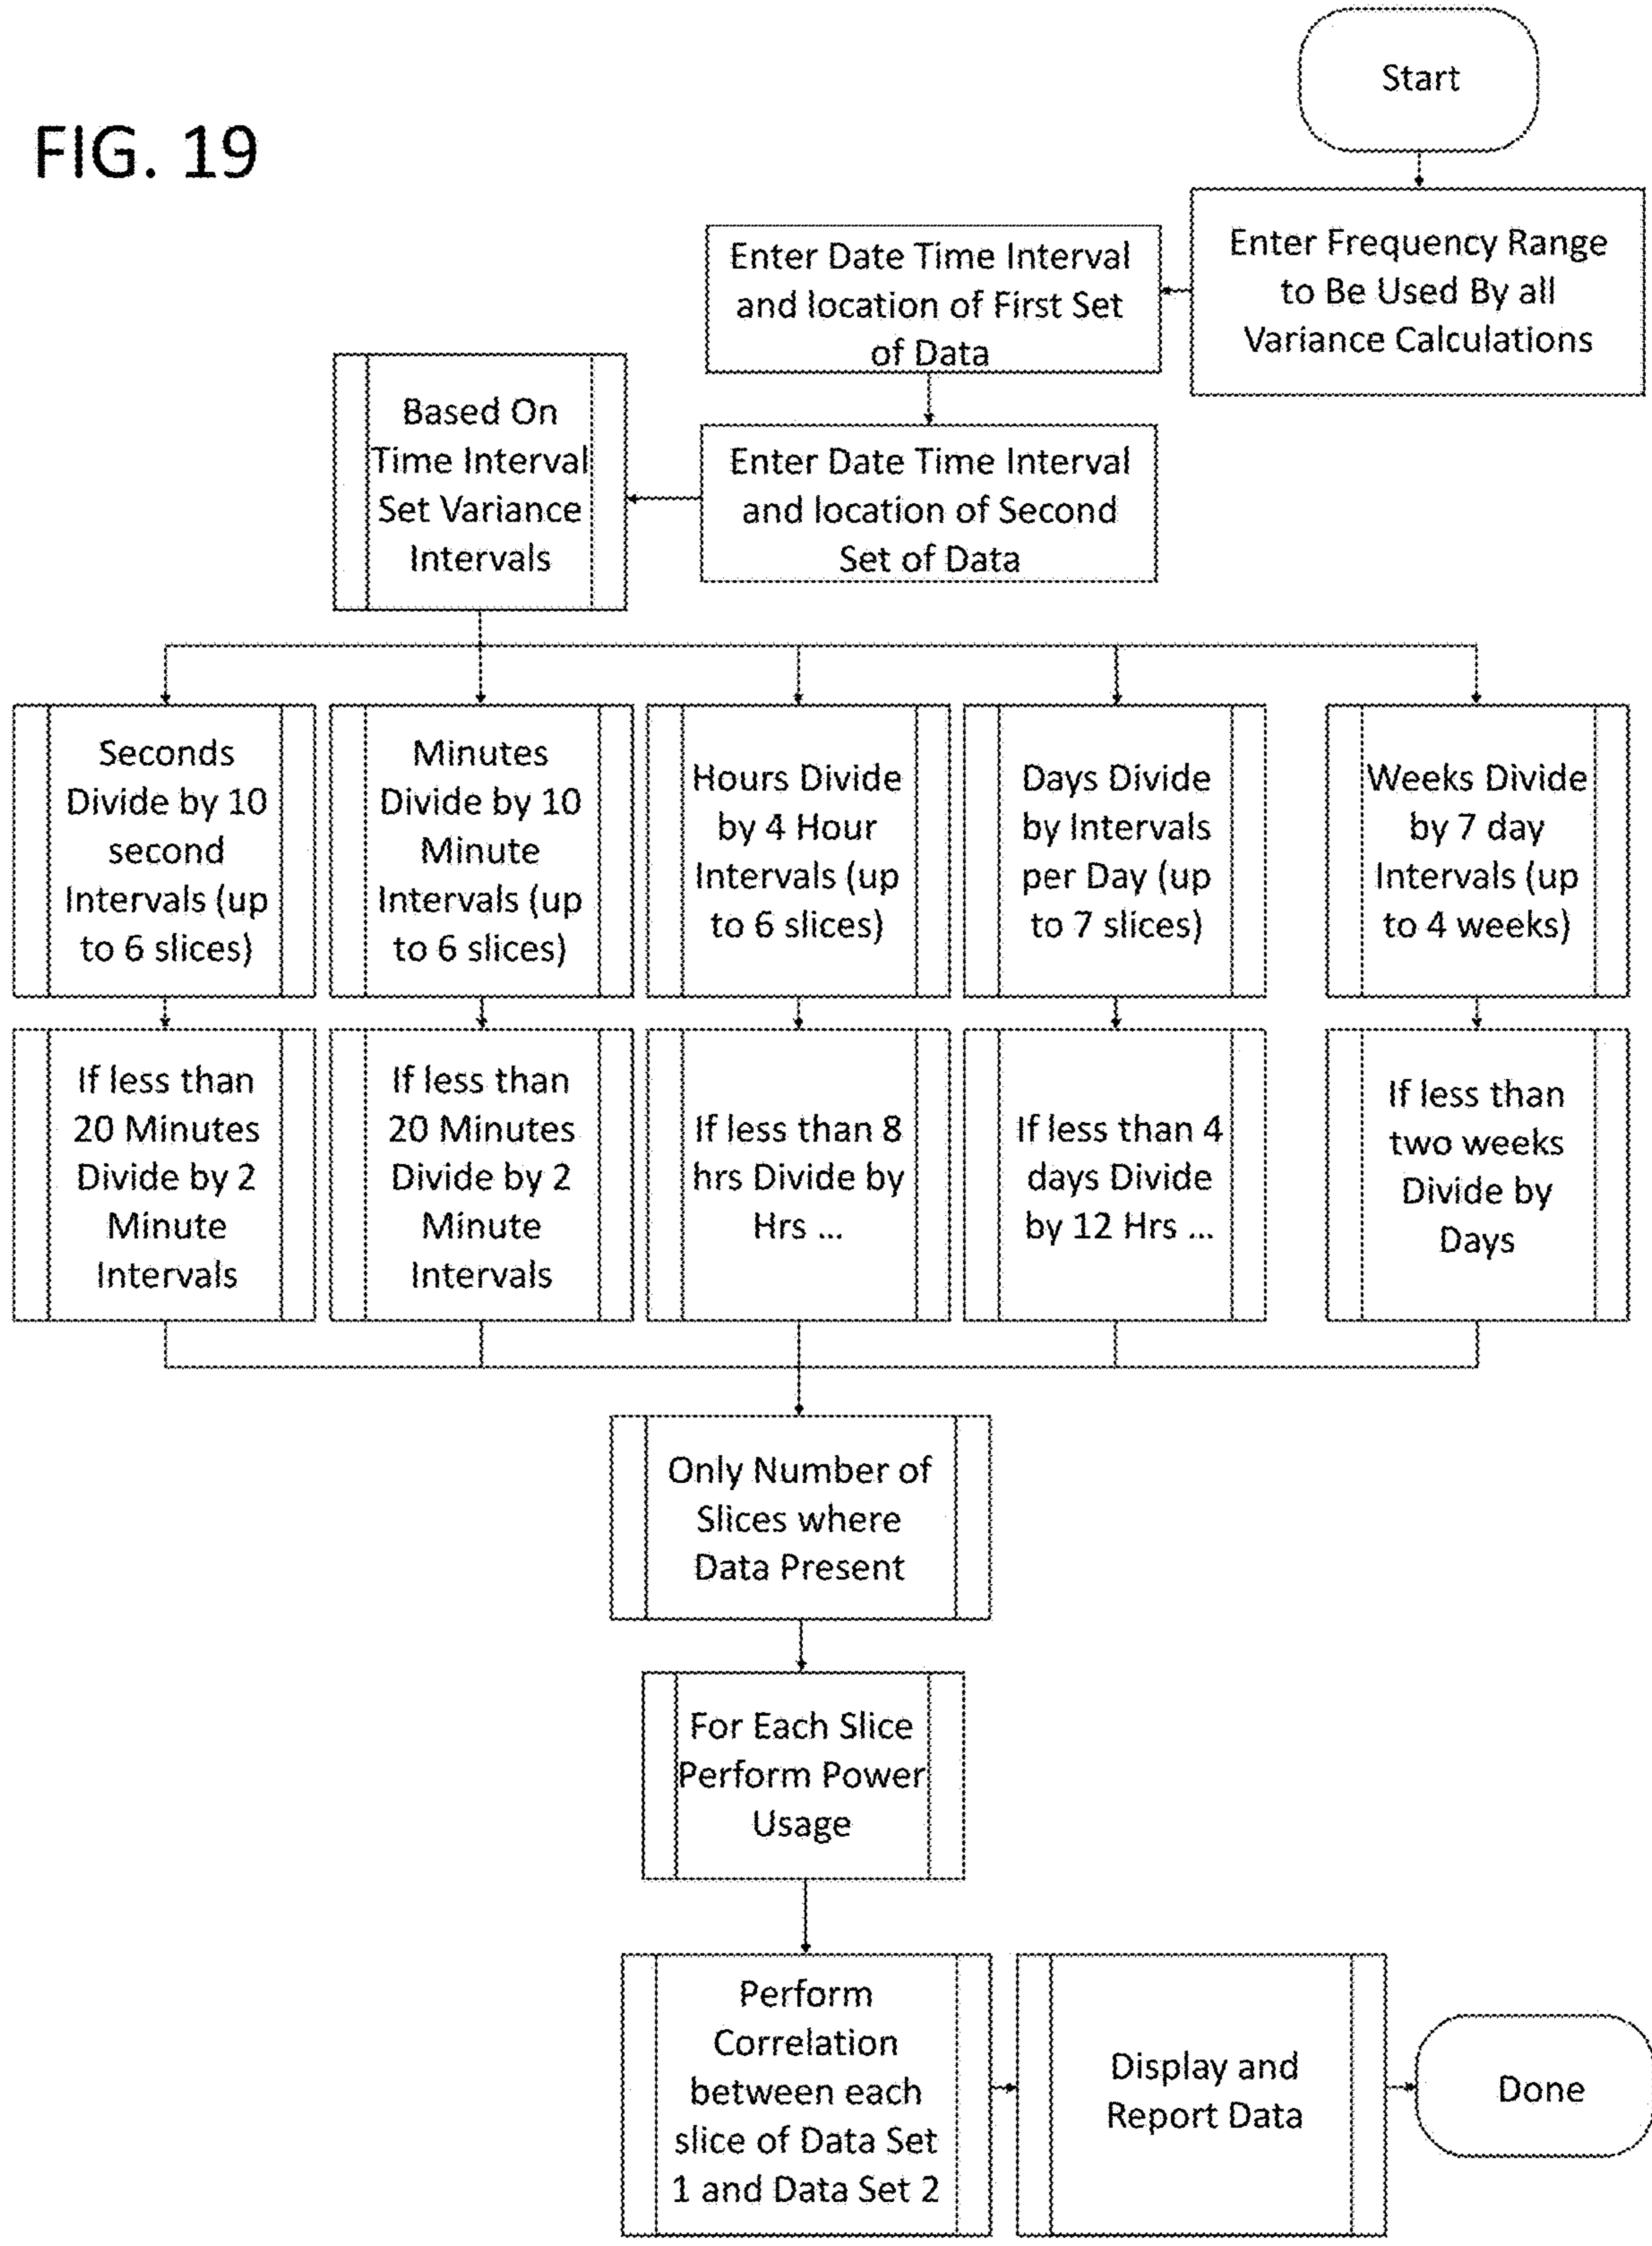 FIG. 19
Start
Enter Frequency Range
to Be Used By all
Variance Calculations
Enter Date Time Interval
and location of First Set
of Data
Enter Date Time Interval
and location of Second
Set of Data
Based On
Time Interval
Set Variance
Intervals
Seconds
Divide by 10
second
Intervals (up
to 6 slices)
Minutes
Divide by 10
Minute
Intervals (up
to 6 slices)
Hours Divide
by 4 Hour
Intervals (up
to 6 slices)
Days Divide
by Intervals
per Day (up
to 7 slices)
Weeks Divide
by 7 day
Intervals (up
to 4 weeks)
If less than
20 Minutes
Divide by 2
Minute
Intervals
If less than
20 Minutes
Divide by 2
Minute
Intervals
If less than 8
hrs Divide by
Hrs ...
If less than 4
days Divide
by 12 Hrs ...
If less than
two weeks
Divide by
Days
Only Number of
Slices where
Data Present
For Each Slice
Perform Power
Usage
Perform
Correlation
between each
slice of Data Set
1 and Data Set 2
Display and
Report Data
Done